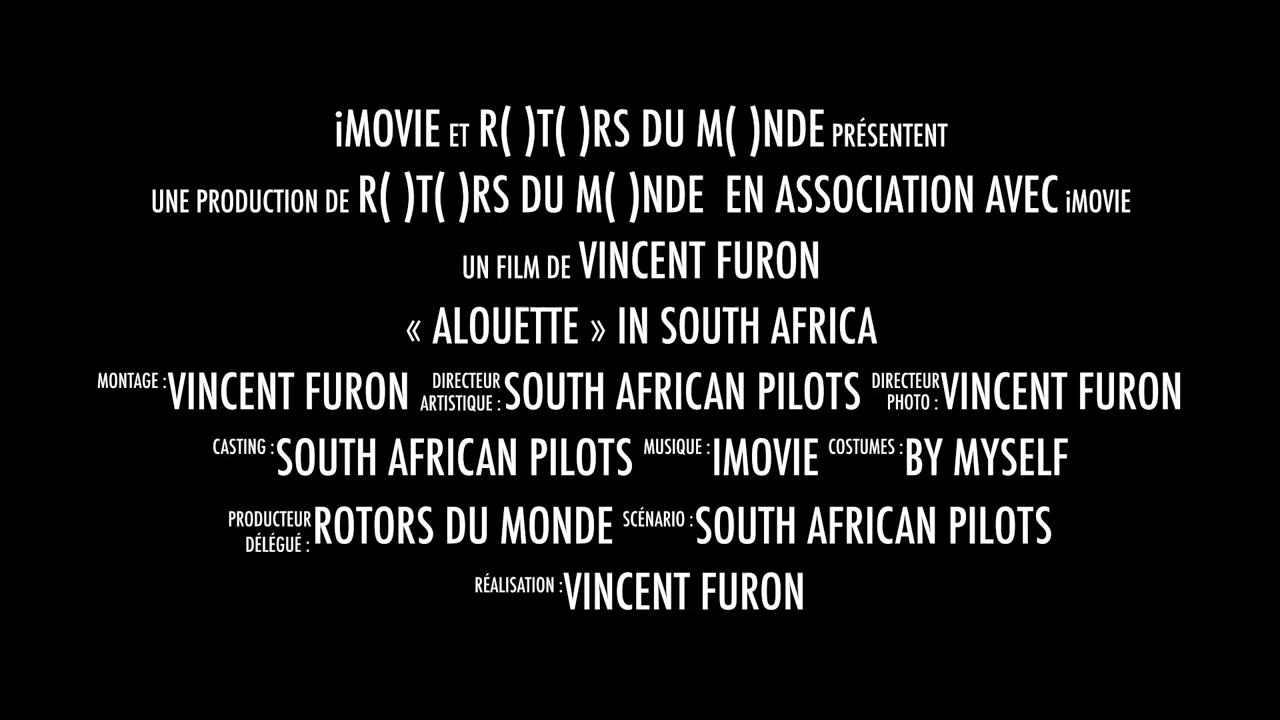 iMOVIE ET R( )T( )RS DU M( )NDE PRÉSENTENT
UNE PRODUCTION DE R( )T( )RS DU M( )NDE EN ASSOCIATION AVEC iMOVIE
UN FILM DE VINCENT FURON
« ALOUETTE » IN SOUTH AFRICA
MONTAGE : VINCENT FURON DIRECTEUR ARTISTIQUE : SOUTH AFRICAN PILOTS DIRECTEUR PHOTO : VINCENT FURON
CASTING : SOUTH AFRICAN PILOTS MUSIQUE : IMOVIE COSTUMES : BY MYSELF
PRODUCTEUR DÉLÉGUÉ : ROTORS DU MONDE SCÉNARIO : SOUTH AFRICAN PILOTS
RÉALISATION : VINCENT FURON